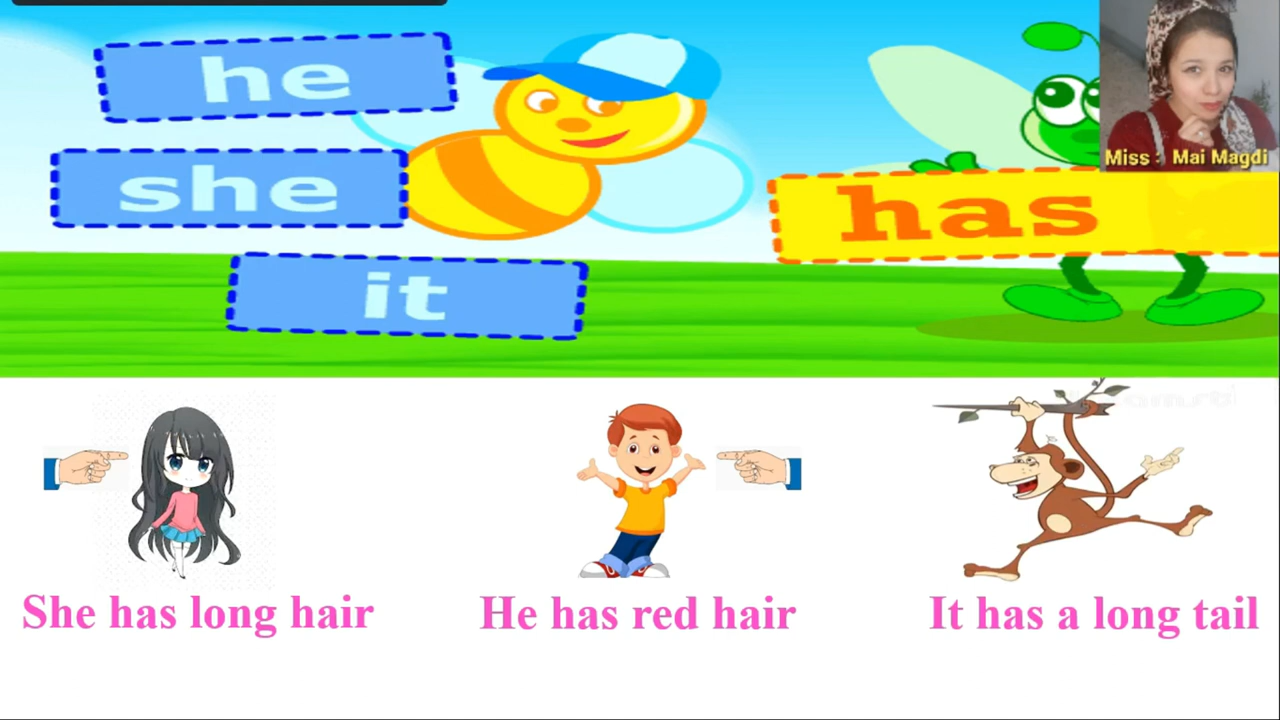 he
she
it
has
Miss : Mai Magdi
She has long hair
He has red hair
It has a long tail